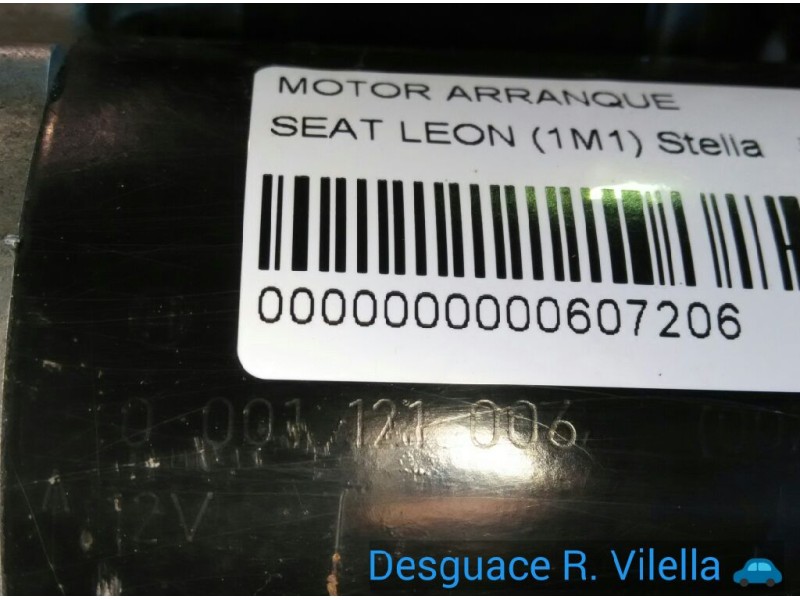 MOTOR ARRANQUE
SEAT LEON (1M1) Stella
0000000000607206
0 001 121 006
12V
Desguace R. Vilella